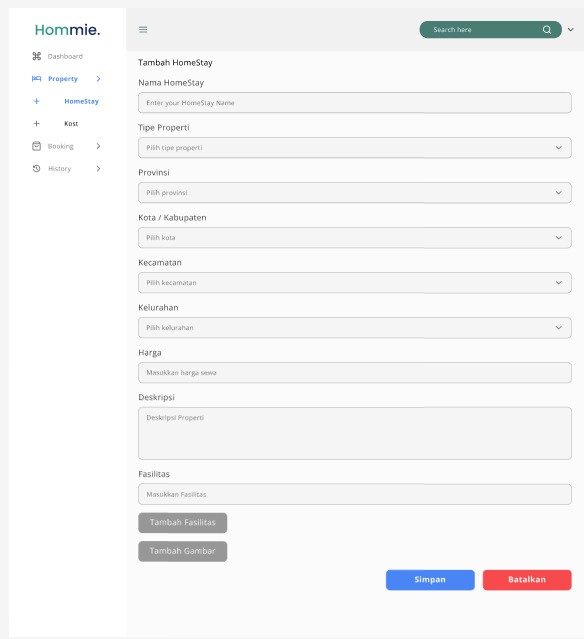 Hommie.
Search here
Dashboard
Property
HomeStay
Kost
Booking
History
Tambah HomeStay
Nama HomeStay
Enter your HomeStay Name
Tipe Properti
Pilih tipe properti
Provinsi
Pilih provinsi
Kota / Kabupaten
Pilih kota
Kecamatan
Pilih kecamatan
Kelurahan
Pilih kelurahan
Harga
Masukkan harga sewa
Deskripsi
Deskripsi Properti
Fasilitas
Masukkan Fasilitas
Tambah Fasilitas
Tambah Gambar
Simpan
Batalkan